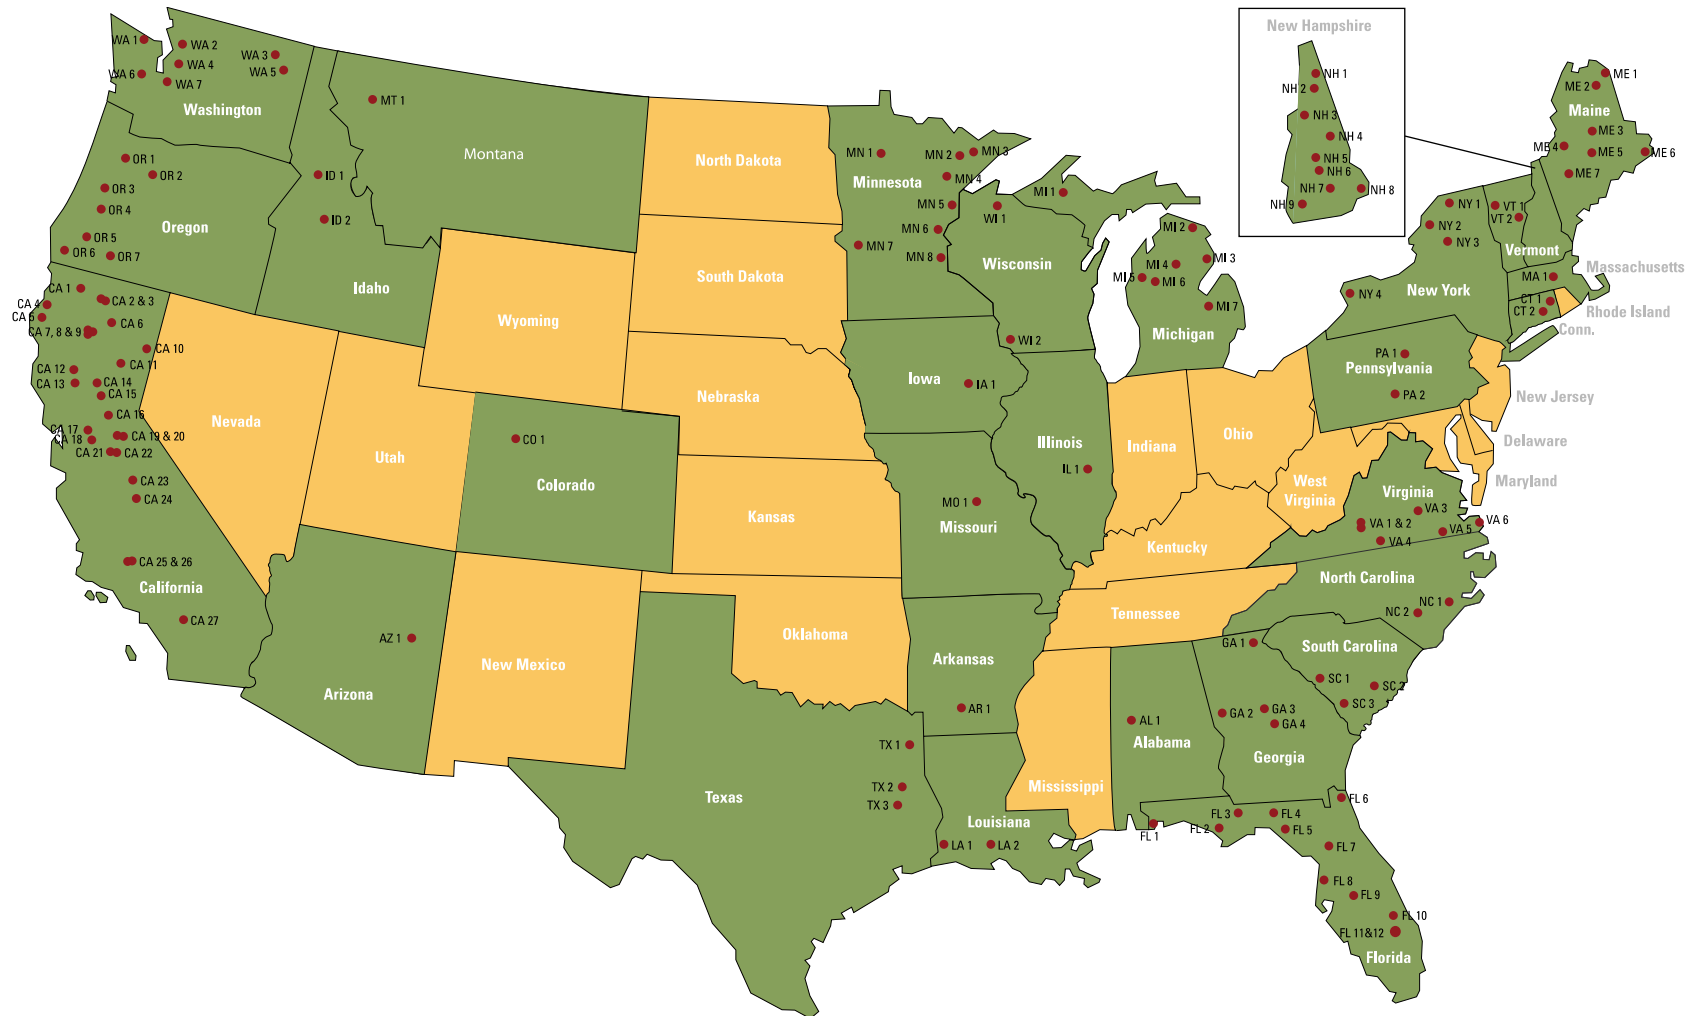 New Hampshire
NH 1
NH 2
NH 3
NH 4
NH 5
NH 6
NH 7
NH 8
NH 9
WA 1
WA 2
WA 3
WA 4
WA 5
WA 6
WA 7
Washington
MT 1
Montana
OR 1
OR 2
OR 3
OR 4
OR 5
OR 6
OR 7
Oregon
ID 1
ID 2
Idaho
North Dakota
South Dakota
Wyoming
Nebraska
Nevada
Utah
CO 1
Colorado
Kansas
CA 1
CA 2 & 3
CA 4
CA 5
CA 6
CA 7, 8 & 9
CA 10
CA 11
CA 12
CA 13
CA 14
CA 15
CA 16
CA 17
CA 18
CA 19 & 20
CA 21
CA 22
CA 23
CA 24
CA 25 & 26
California
CA 27
AZ 1
Arizona
New Mexico
Oklahoma
TX 1
TX 2
TX 3
Texas
MN 1
MN 2
MN 3
MN 4
Minnesota
MN 5
MN 6
MN 7
MN 8
WI 1
Wisconsin
WI 2
MI 1
MI 2
MI 3
MI 4
MI 5
MI 6
MI 7
Michigan
Iowa
IA 1
Illinois
IL 1
MO 1
Missouri
Indiana
Ohio
West
Virginia
Kentucky
Tennessee
Arkansas
AR 1
Louisiana
LA 1
LA 2
Mississippi
AL 1
Alabama
GA 1
GA 2
GA 3
GA 4
Georgia
FL 1
FL 2
FL 3
FL 4
FL 5
FL 6
FL 7
FL 8
FL 9
FL 10
FL 11&12
Florida
South Carolina
SC 1
SC 2
SC 3
North Carolina
NC 1
NC 2
Virginia
VA 1 & 2
VA 3
VA 4
VA 5
VA 6
Maryland
Delaware
New Jersey
PA 1
Pennsylvania
PA 2
NY 1
NY 2
NY 3
NY 4
New York
VT 1
VT 2
Vermont
MA 1
Massachusetts
CT 1
CT 2
Rhode Island
Conn.
ME 1
ME 2
Maine
ME 3
ME 4
ME 5
ME 6
ME 7